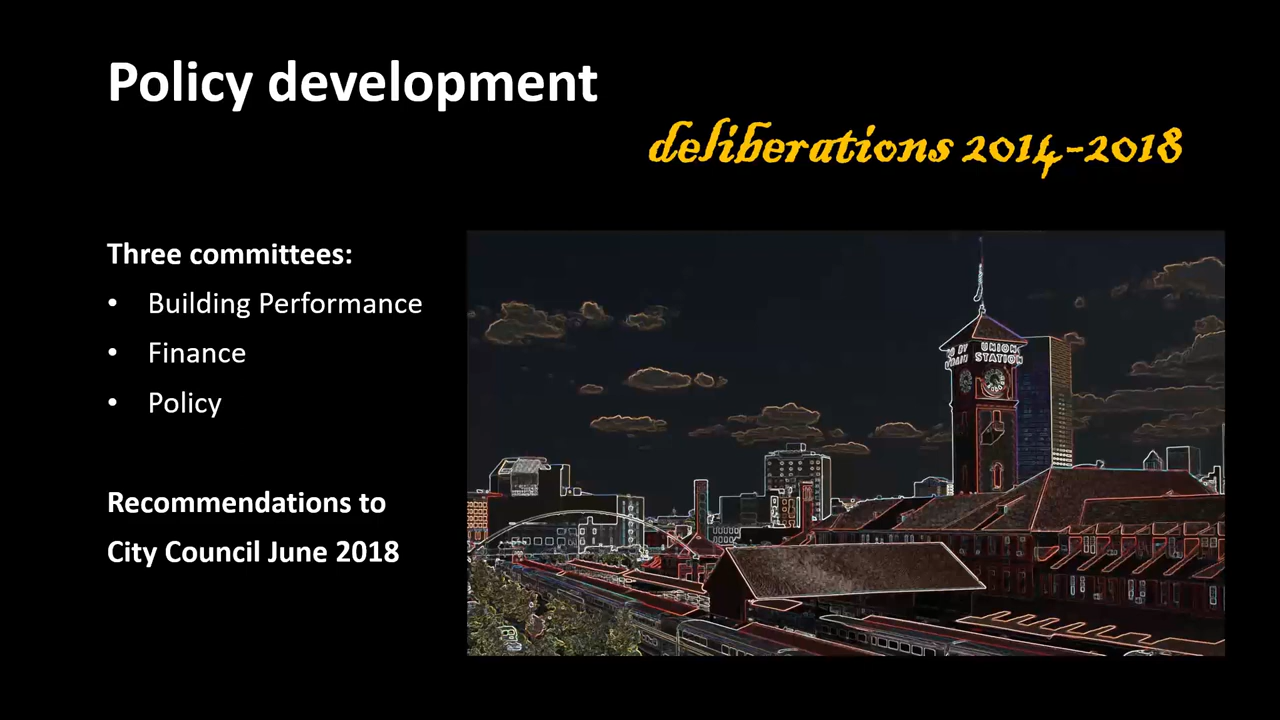 Policy development
deliberations 2014-2018
Three committees:
• Building Performance
• Finance
• Policy
Recommendations to
City Council June 2018
UNION
STATION